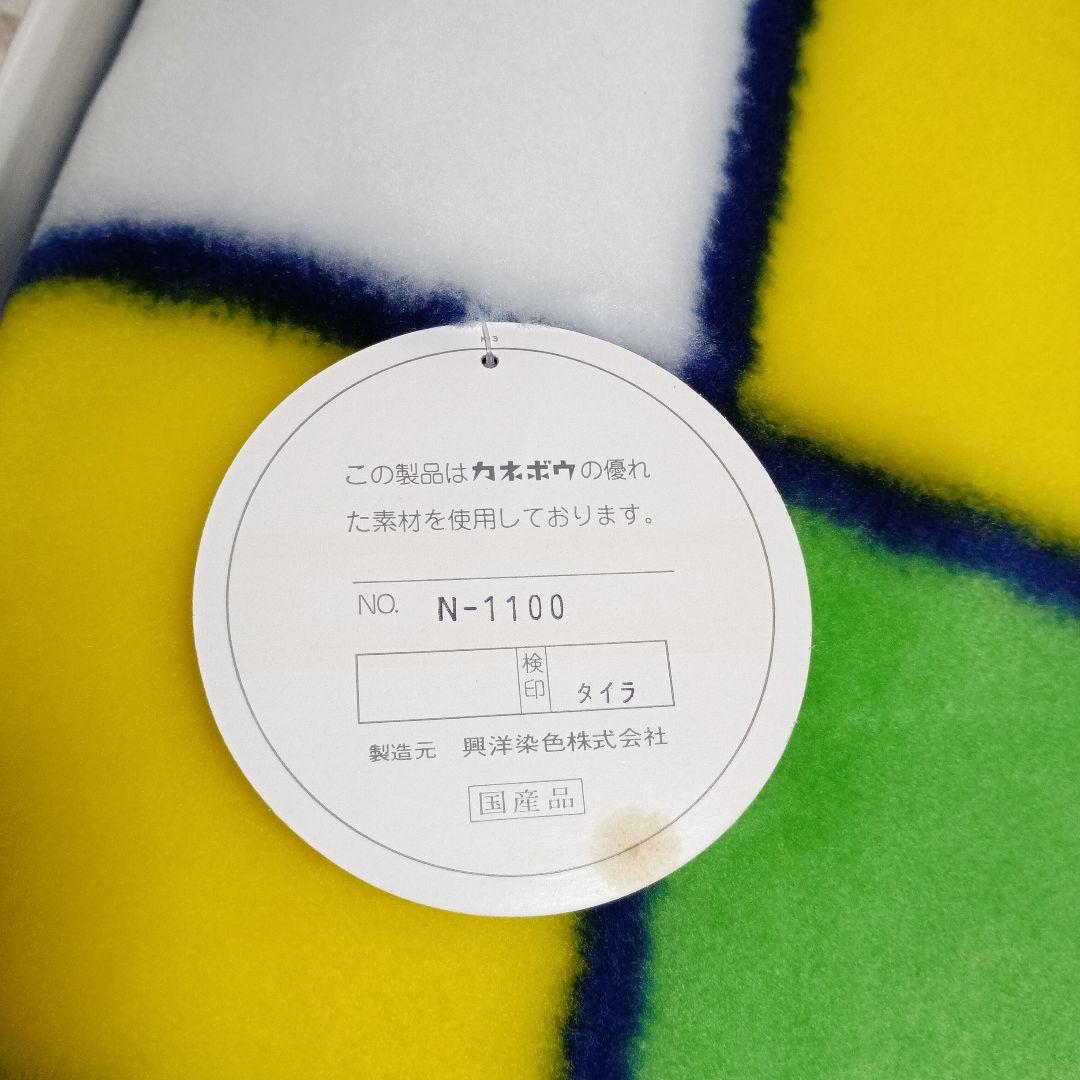 この製品はカネボウの優れ
た素材を使用しております。
NO. N-1100
検印 タイラ
製造元 興洋染色株式会社
国産品